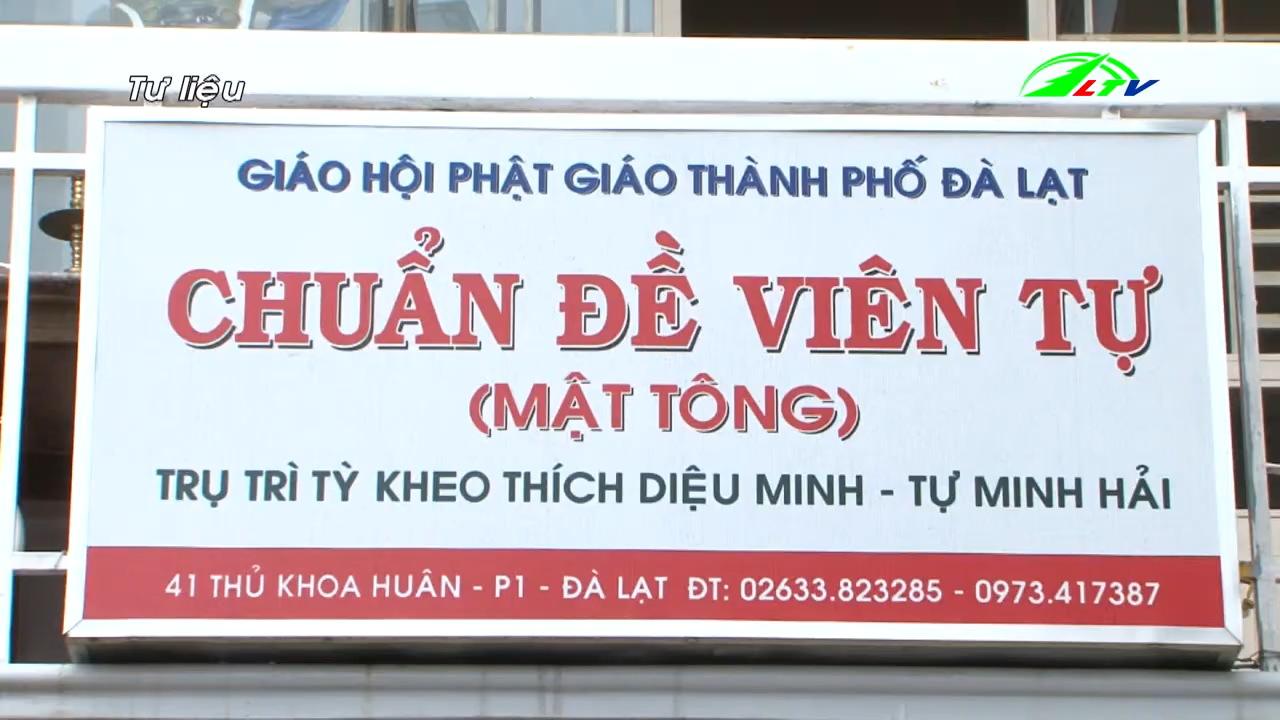 Tư liệu
LTV
GIÁO HỘI PHẬT GIÁO THÀNH PHỐ ĐÀ LẠT
CHUẨN ĐỀ VIÊN TỰ
(MẬT TÔNG)
TRỤ TRÌ TỲ KHEO THÍCH DIỆU MINH - TỰ MINH HẢI
41 THỦ KHOA HUÂN - P1 - ĐÀ LẠT ĐT: 02633.823285 - 0973.417387